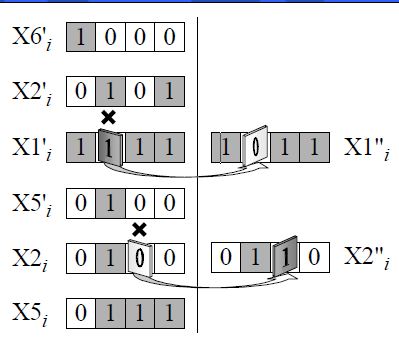 X6'i 1 0 0 0
X2'i 0 1 0 1
X1'i 1 1 1 1 1 0 1 1 X1"i
X5'i 0 1 0 0
X2i 0 1 0 0 0 1 1 0 X2"i
X5i 0 1 1 1